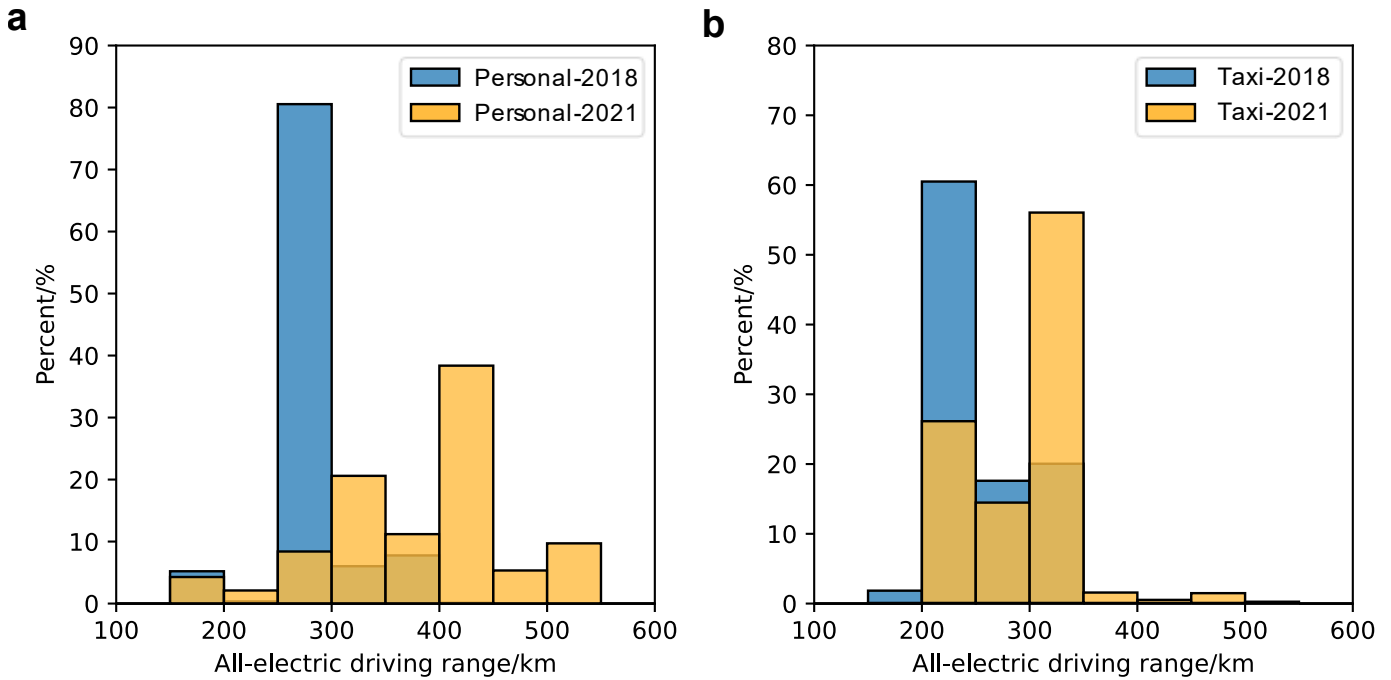 a
90
80
70
60
50
40
30
20
10
0
Percent/%
100 200 300 400 500 600
All-electric driving range/km
Personal-2018
Personal-2021
b
80
70
60
50
40
30
20
10
0
Percent/%
100 200 300 400 500 600
All-electric driving range/km
Taxi-2018
Taxi-2021